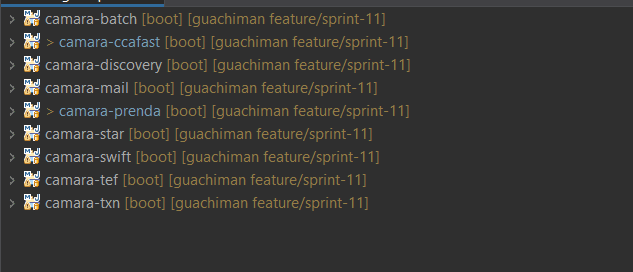 camara-batch [boot] [guachiman feature/sprint-11]
> camara-ccafast [boot] [guachiman feature/sprint-11]
camara-discovery [boot] [guachiman feature/sprint-11]
camara-mail [boot] [guachiman feature/sprint-11]
> camara-prenda [boot] [guachiman feature/sprint-11]
camara-star [boot] [guachiman feature/sprint-11]
camara-swift [boot] [guachiman feature/sprint-11]
camara-tef [boot] [guachiman feature/sprint-11]
camara-txn [boot] [guachiman feature/sprint-11]